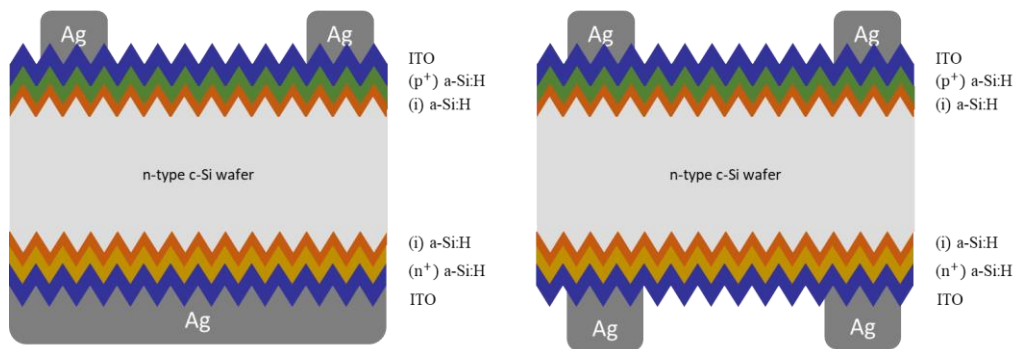 Ag
Ag
ITO
(p⁺) a-Si:H
(i) a-Si:H
n-type c-Si wafer
(i) a-Si:H
(n⁺) a-Si:H
ITO
Ag
Ag
Ag
ITO
(p⁺) a-Si:H
(i) a-Si:H
n-type c-Si wafer
(i) a-Si:H
(n⁺) a-Si:H
ITO
Ag
Ag